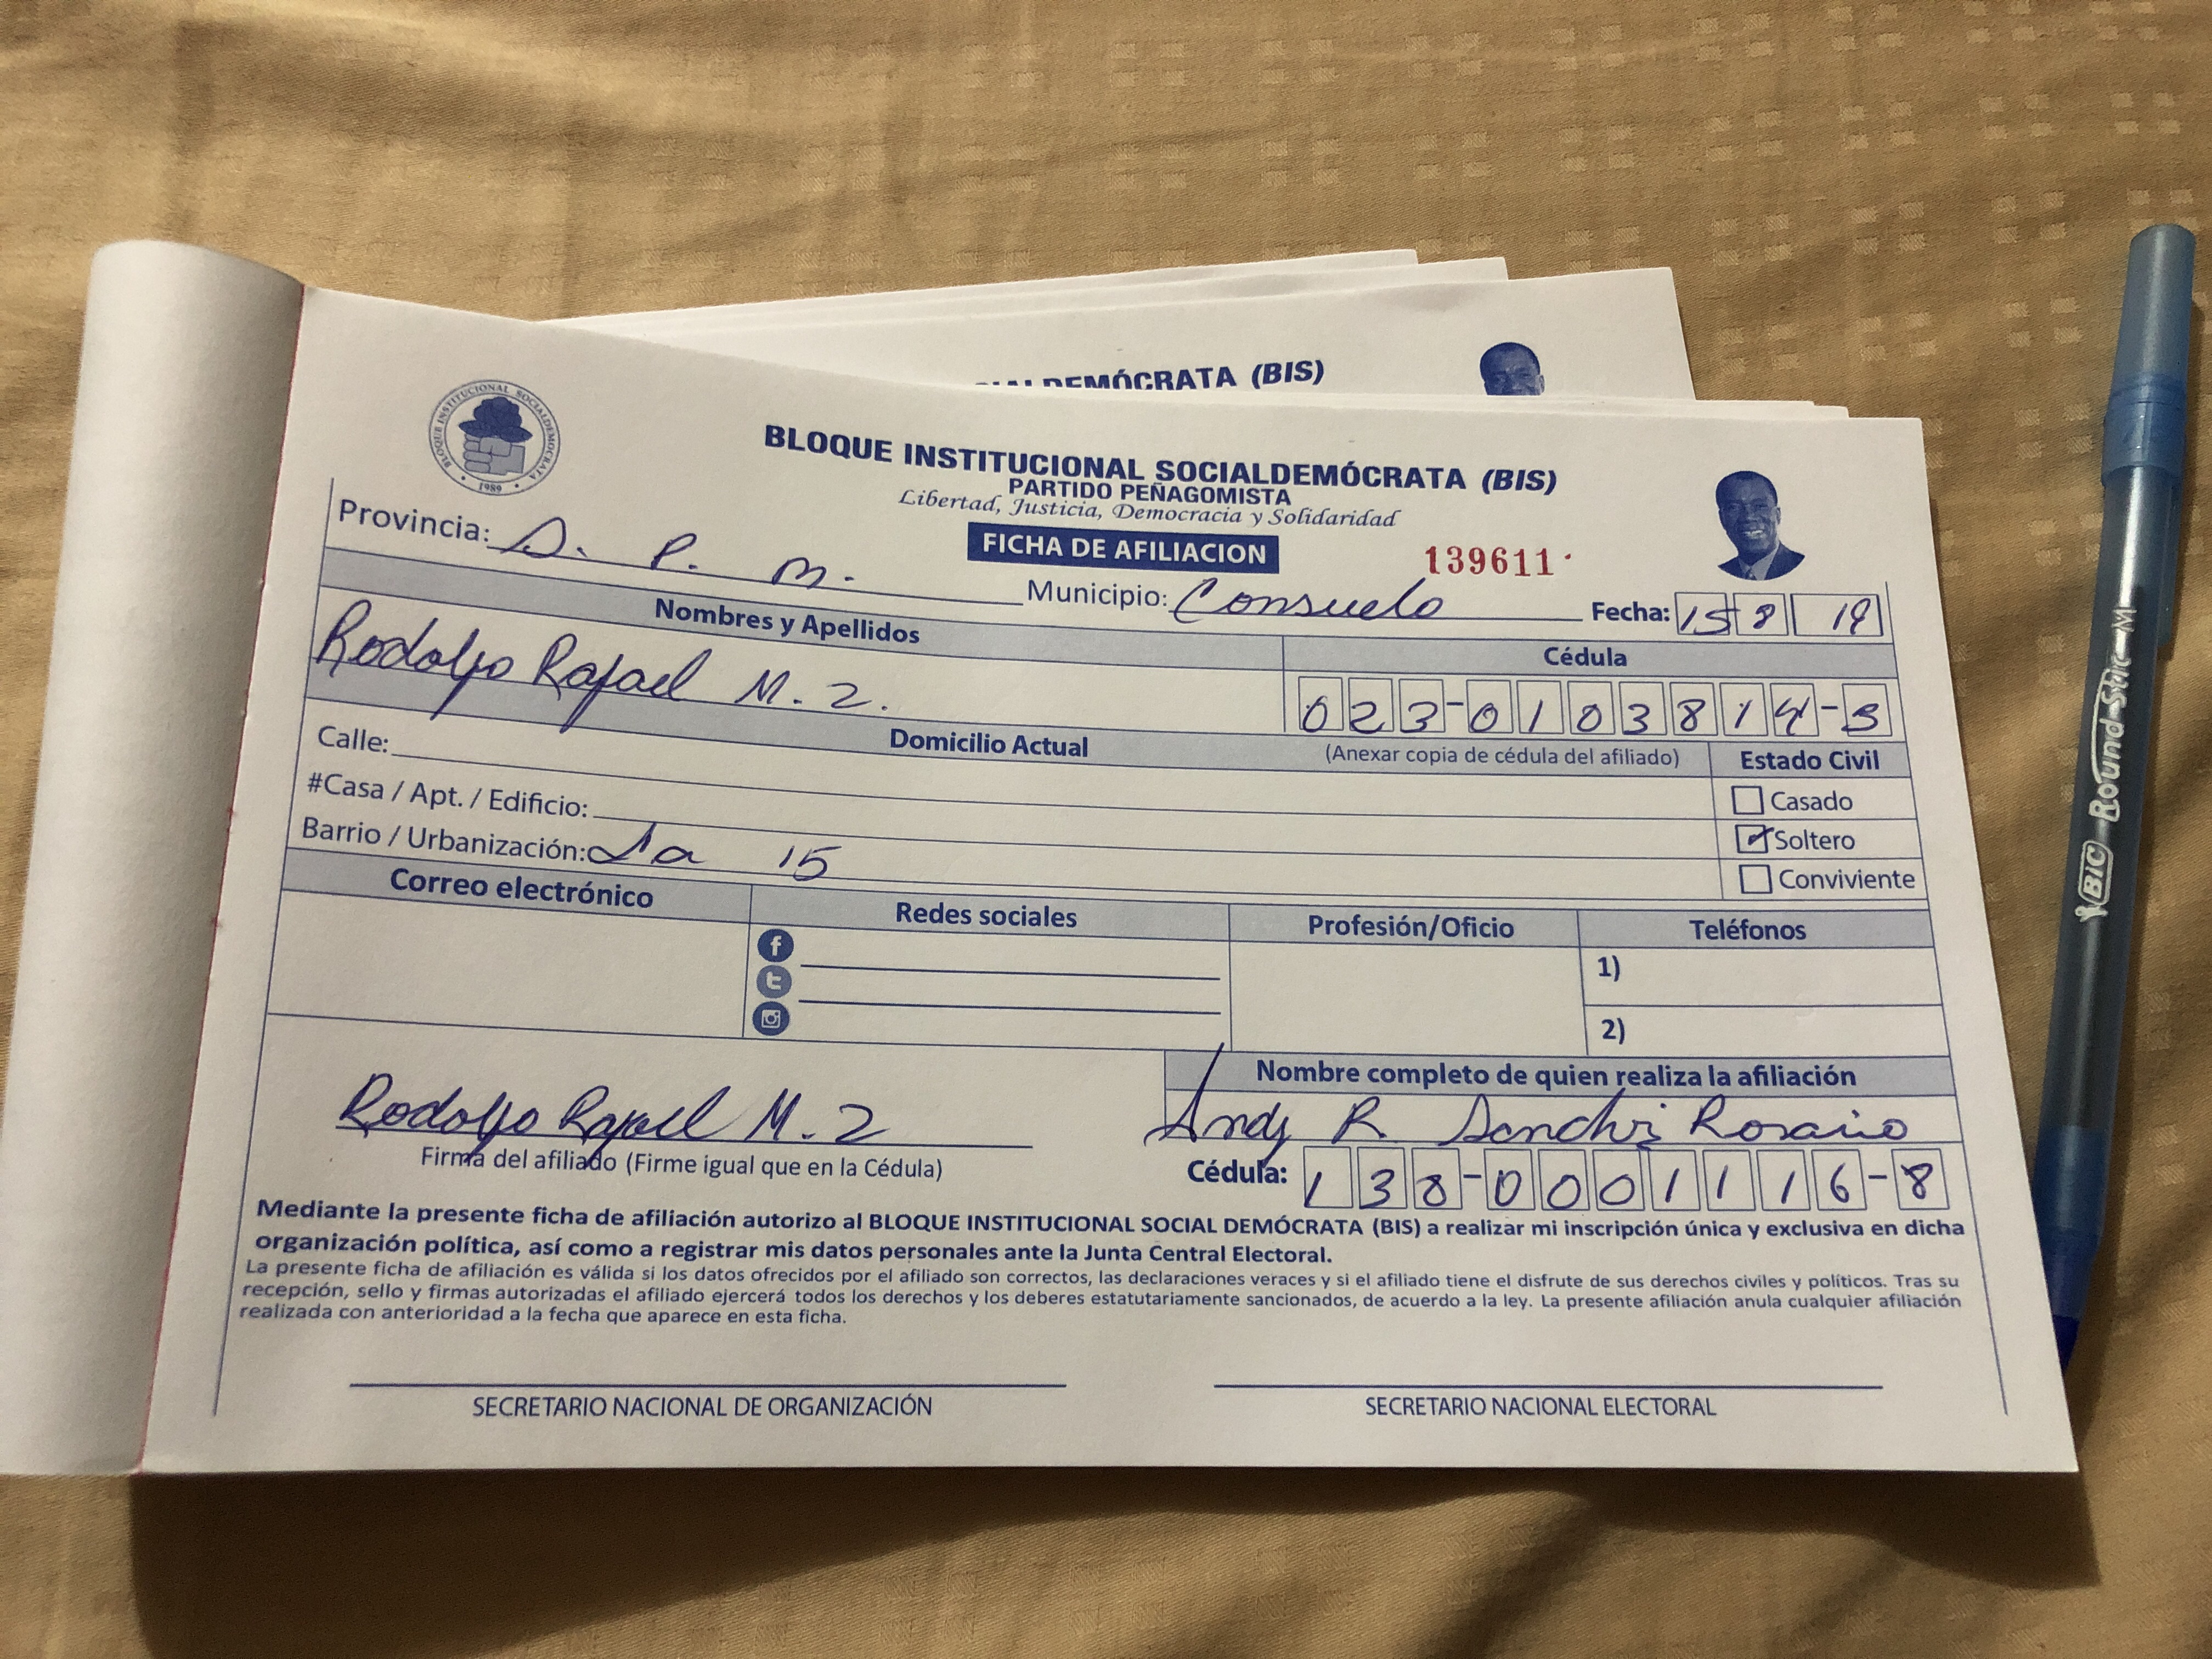 SOCIALDEMÓCRATA (BIS)
BLOQUE INSTITUCIONAL SOCIALDEMOCRATA
1989
BLOQUE INSTITUCIONAL SOCIALDEMÓCRATA (BIS)
PARTIDO PEÑAGOMISTA
Libertad, Justicia, Democracia y Solidaridad
FICHA DE AFILIACION
139611
Provincia: S. P. M. Municipio: Consuelo Fecha: 15 8 19
Nombres y Apellidos
Cédula
Rodolfo Rafael M. Z.
023-0103814-3
Domicilio Actual (Anexar copia de cédula del afiliado)
Estado Civil
Calle:
Casado
#Casa / Apt. / Edificio:
Soltero
Barrio / Urbanización: La 15
Conviviente
Correo electrónico Redes sociales Profesión/Oficio Teléfonos
1)
2)
Nombre completo de quien realiza la afiliación
Rodolfo Rafael M. Z
Andy R. Sanchez Rosario
Firma del afiliado (Firme igual que en la Cédula)
Cédula: 138-0001116-8
Mediante la presente ficha de afiliación autorizo al BLOQUE INSTITUCIONAL SOCIAL DEMÓCRATA (BIS) a realizar mi inscripción única y exclusiva en dicha
organización política, así como a registrar mis datos personales ante la Junta Central Electoral.
La presente ficha de afiliación es válida si los datos ofrecidos por el afiliado son correctos, las declaraciones veraces y si el afiliado tiene el disfrute de sus derechos civiles y políticos. Tras su
recepción, sello y firmas autorizadas el afiliado ejercerá todos los derechos y los deberes estatutariamente sancionados, de acuerdo a la ley. La presente afiliación anula cualquier afiliación
realizada con anterioridad a la fecha que aparece en esta ficha.
SECRETARIO NACIONAL DE ORGANIZACIÓN
SECRETARIO NACIONAL ELECTORAL
BIC Round Stic M